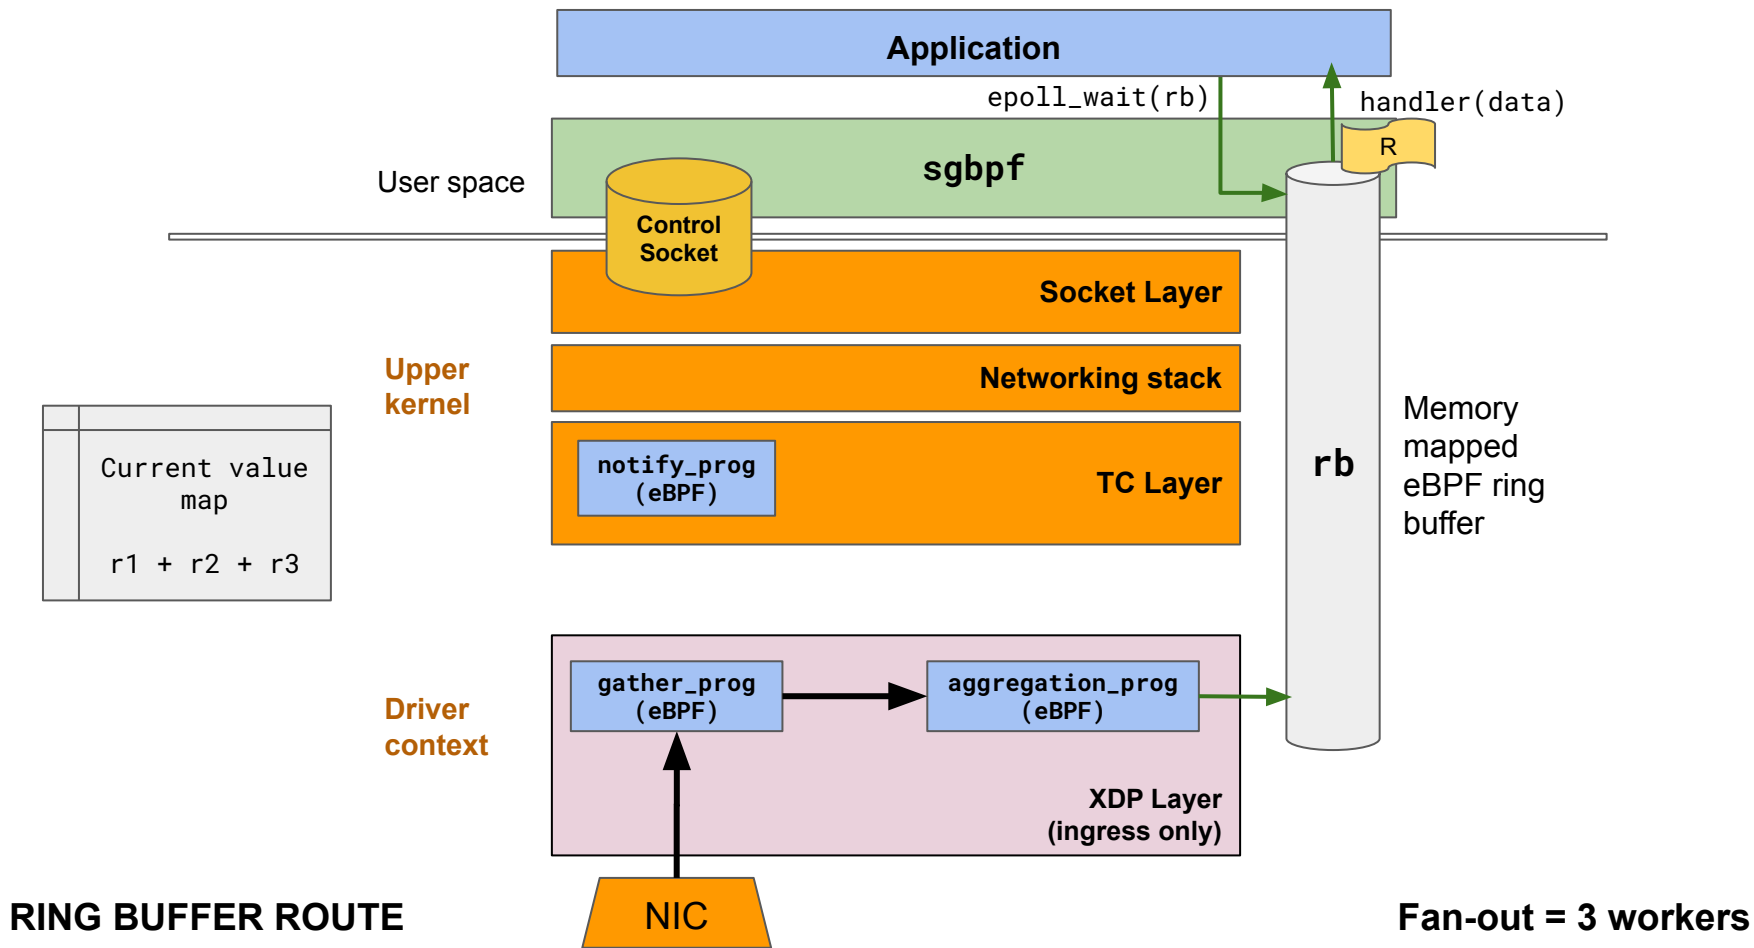 Application
epoll_wait(rb)
handler(data)
R
sgbpf
User space
Control
Socket
Socket Layer
Upper
kernel
Networking stack
Current value
map
r1 + r2 + r3
notify_prog
(eBPF)
TC Layer
rb
Memory
mapped
eBPF ring
buffer
Driver
context
gather_prog
(eBPF)
aggregation_prog
(eBPF)
XDP Layer
(ingress only)
RING BUFFER ROUTE
NIC
Fan-out = 3 workers